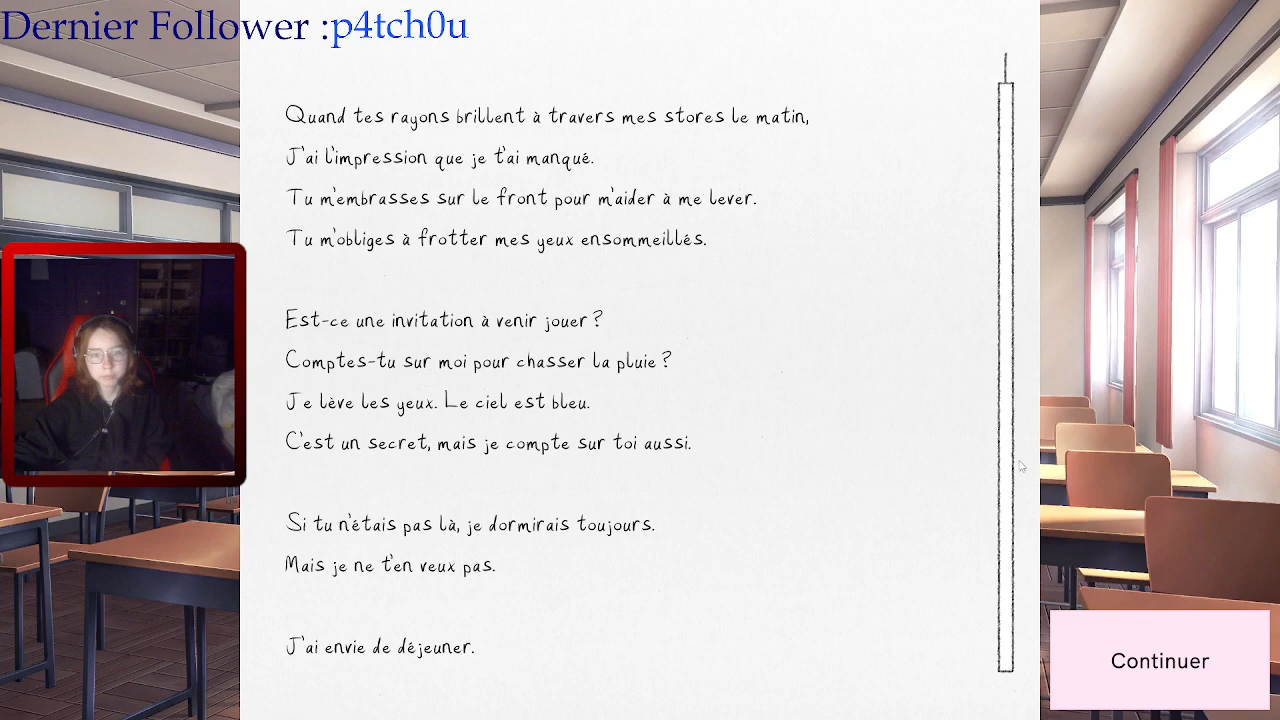 Dernier Follower :p4tch0u
Quand tes rayons brillent à travers mes stores le matin,
J'ai l'impression que je t'ai manqué.
Tu m'embrasses sur le front pour m'aider à me lever.
Tu m'obliges à frotter mes yeux ensommeillés.
Est-ce une invitation à venir jouer ?
Comptes-tu sur moi pour chasser la pluie ?
Je lève les yeux. Le ciel est bleu.
C'est un secret, mais je compte sur toi aussi.
Si tu n'étais pas là, je dormirais toujours.
Mais je ne t'en veux pas.
J'ai envie de déjeuner.
Continuer